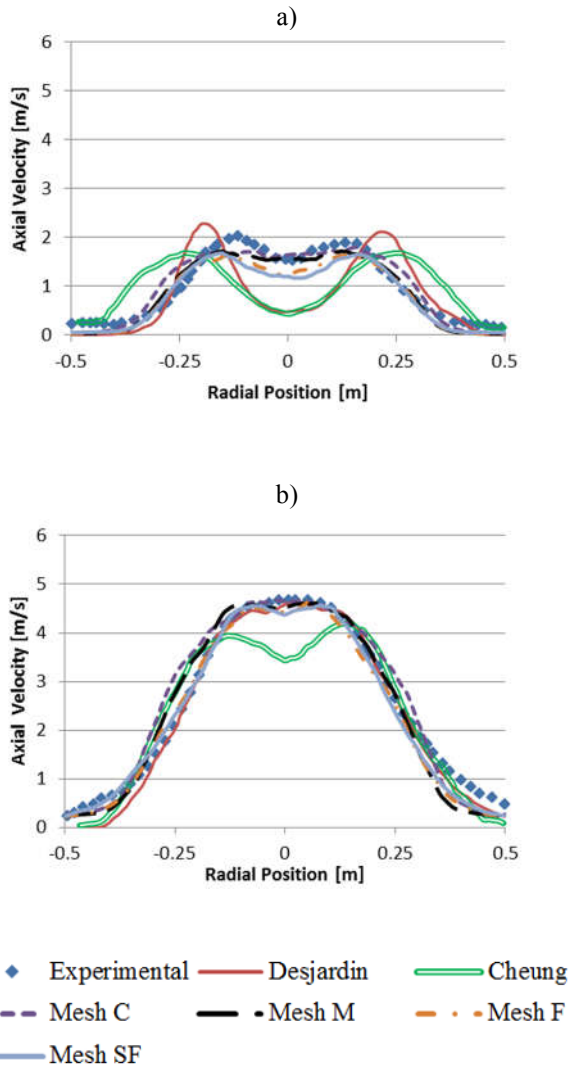 a)
6
5
4
3
2
1
0
Axial Velocity [m/s]
-0.5 -0.25 0 0.25 0.5
Radial Position [m]
b)
6
5
4
3
2
1
0
Axial Velocity [m/s]
-0.5 -0.25 0 0.25 0.5
Radial Position [m]
Experimental Desjardin Cheung
Mesh C Mesh M Mesh F
Mesh SF